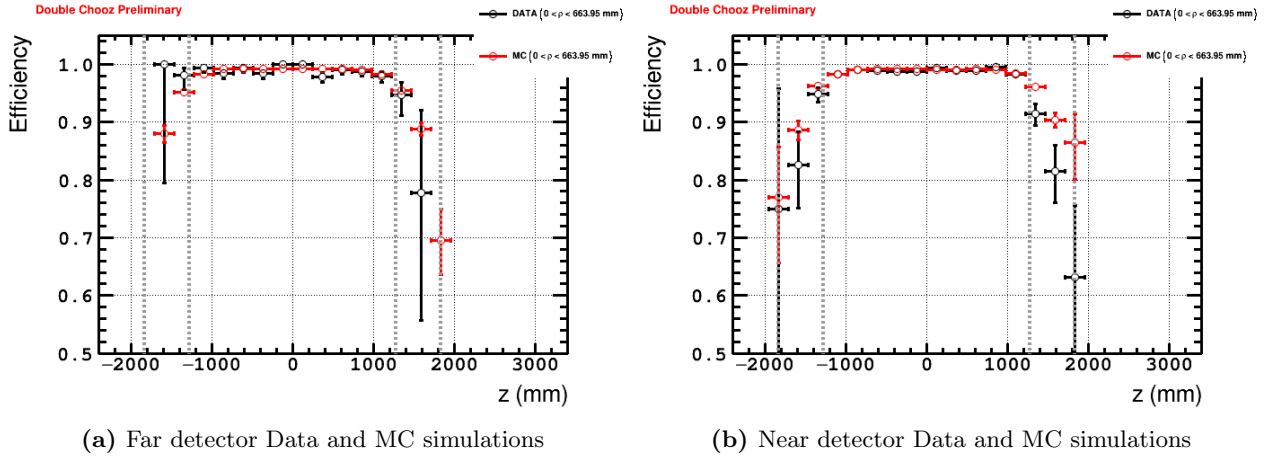 Double Chooz Preliminary
DATA (0 < ρ < 663.95 mm)
MC (0 < ρ < 663.95 mm)
Efficiency
1.0
0.9
0.8
0.7
0.6
0.5
−2000 −1000 0 1000 2000 3000
z (mm)
(a) Far detector Data and MC simulations
Double Chooz Preliminary
DATA (0 < ρ < 663.95 mm)
MC (0 < ρ < 663.95 mm)
Efficiency
1.0
0.9
0.8
0.7
0.6
0.5
−2000 −1000 0 1000 2000 3000
z (mm)
(b) Near detector Data and MC simulations